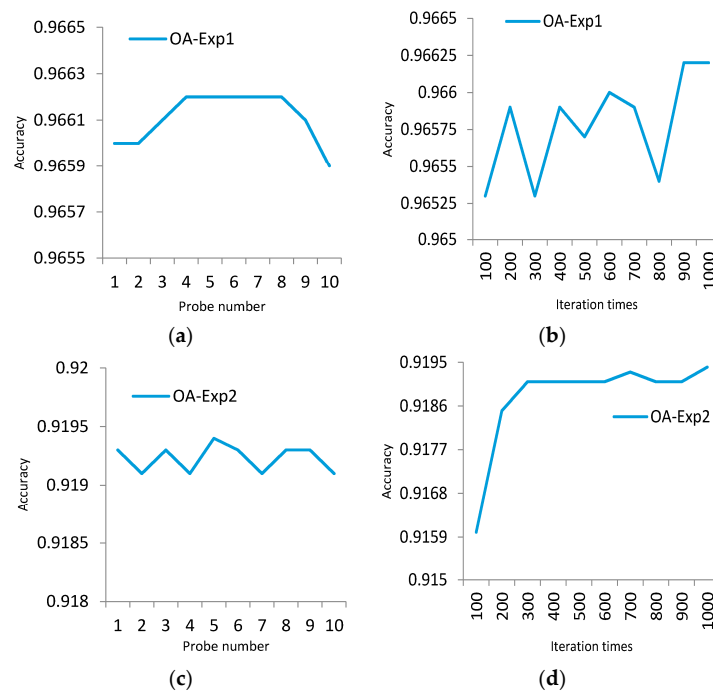 0.9665
OA-Exp1
0.9663
0.9661
0.9659
0.9657
0.9655
Accuracy
1 2 3 4 5 6 7 8 9 10
Probe number
(a)
0.9665
OA-Exp1
0.96625
0.966
0.96575
0.9655
0.96525
0.965
Accuracy
100 200 300 400 500 600 700 800 900 1000
Iteration times
(b)
0.92
OA-Exp2
0.9195
0.919
0.9185
0.918
Accuracy
1 2 3 4 5 6 7 8 9 10
Probe number
(c)
0.9195
0.9186
OA-Exp2
0.9177
0.9168
0.9159
0.915
Accuracy
100 200 300 400 500 600 700 800 900 1000
Iteration times
(d)